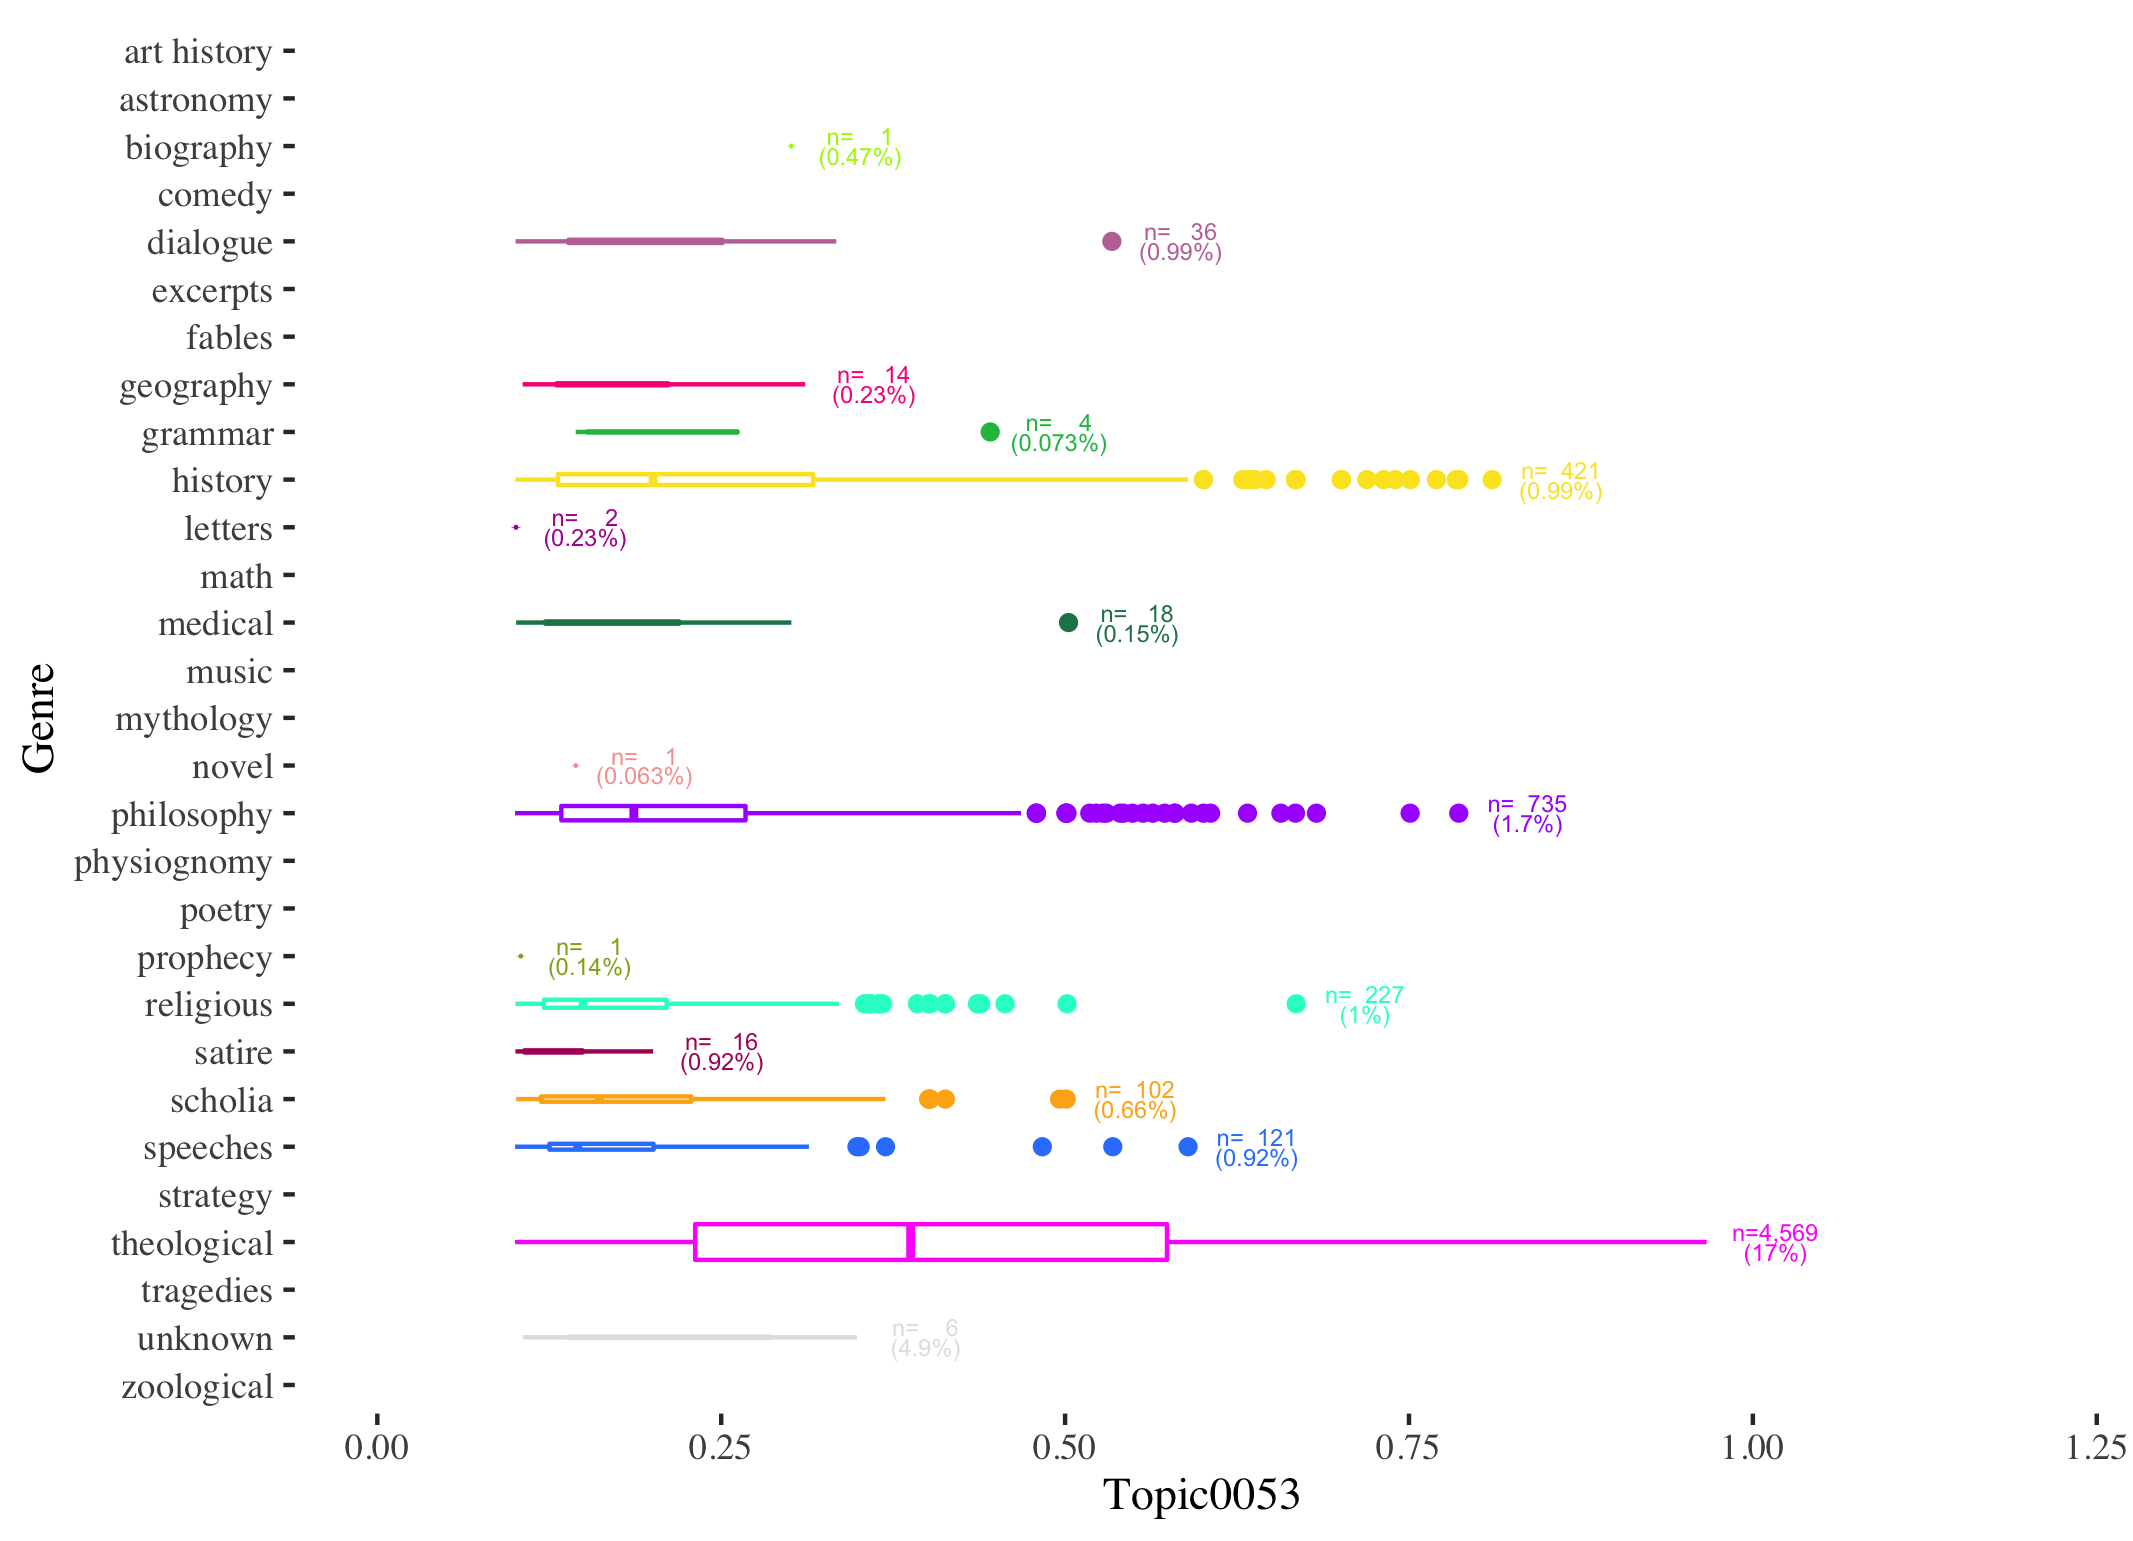 art history
astronomy
biography
n= 1
(0.47%)
comedy
dialogue
n= 36
(0.99%)
excerpts
fables
geography
n= 14
(0.23%)
grammar
n= 4
(0.073%)
history
n= 421
(0.99%)
letters
n= 2
(0.23%)
math
medical
n= 18
(0.15%)
music
mythology
novel
n= 1
(0.063%)
philosophy
n= 735
(1.7%)
physiognomy
poetry
prophecy
n= 1
(0.14%)
religious
n= 227
(1%)
satire
n= 16
(0.92%)
scholia
n= 102
(0.66%)
speeches
n= 121
(0.92%)
strategy
theological
n=4,569
(17%)
tragedies
unknown
n= 6
(4.9%)
zoological
Genre
0.00 0.25 0.50 0.75 1.00 1.25
Topic0053